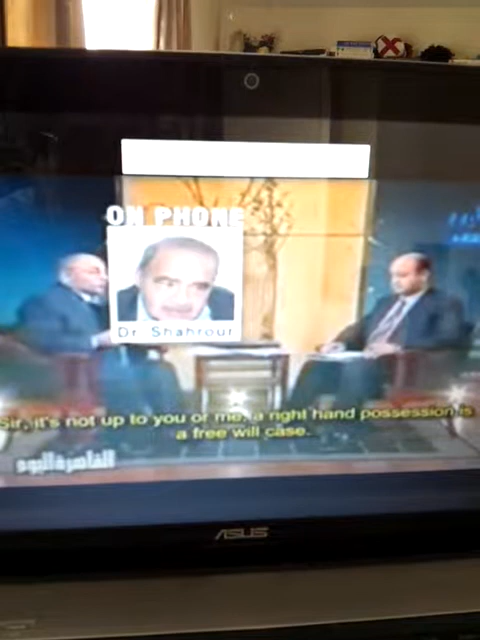 ON PHONE
Dr. Shahrour
Sir, it's not up to you or me, a right hand possession is
a free will case.
القاهرة اليوم
ASUS